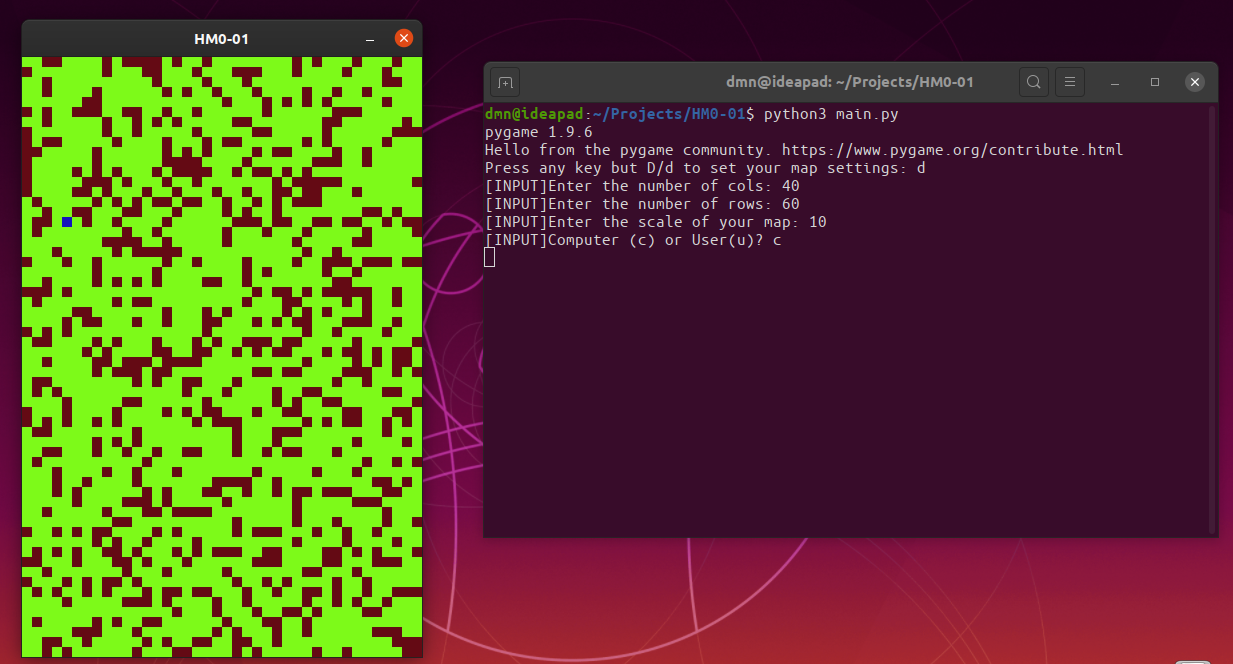 HM0-01
dmn@ideapad: ~/Projects/HM0-01
dmn@ideapad:~/Projects/HM0-01$ python3 main.py
pygame 1.9.6
Hello from the pygame community. https://www.pygame.org/contribute.html
Press any key but D/d to set your map settings: d
[INPUT]Enter the number of cols: 40
[INPUT]Enter the number of rows: 60
[INPUT]Enter the scale of your map: 10
[INPUT]Computer (c) or User(u)? c